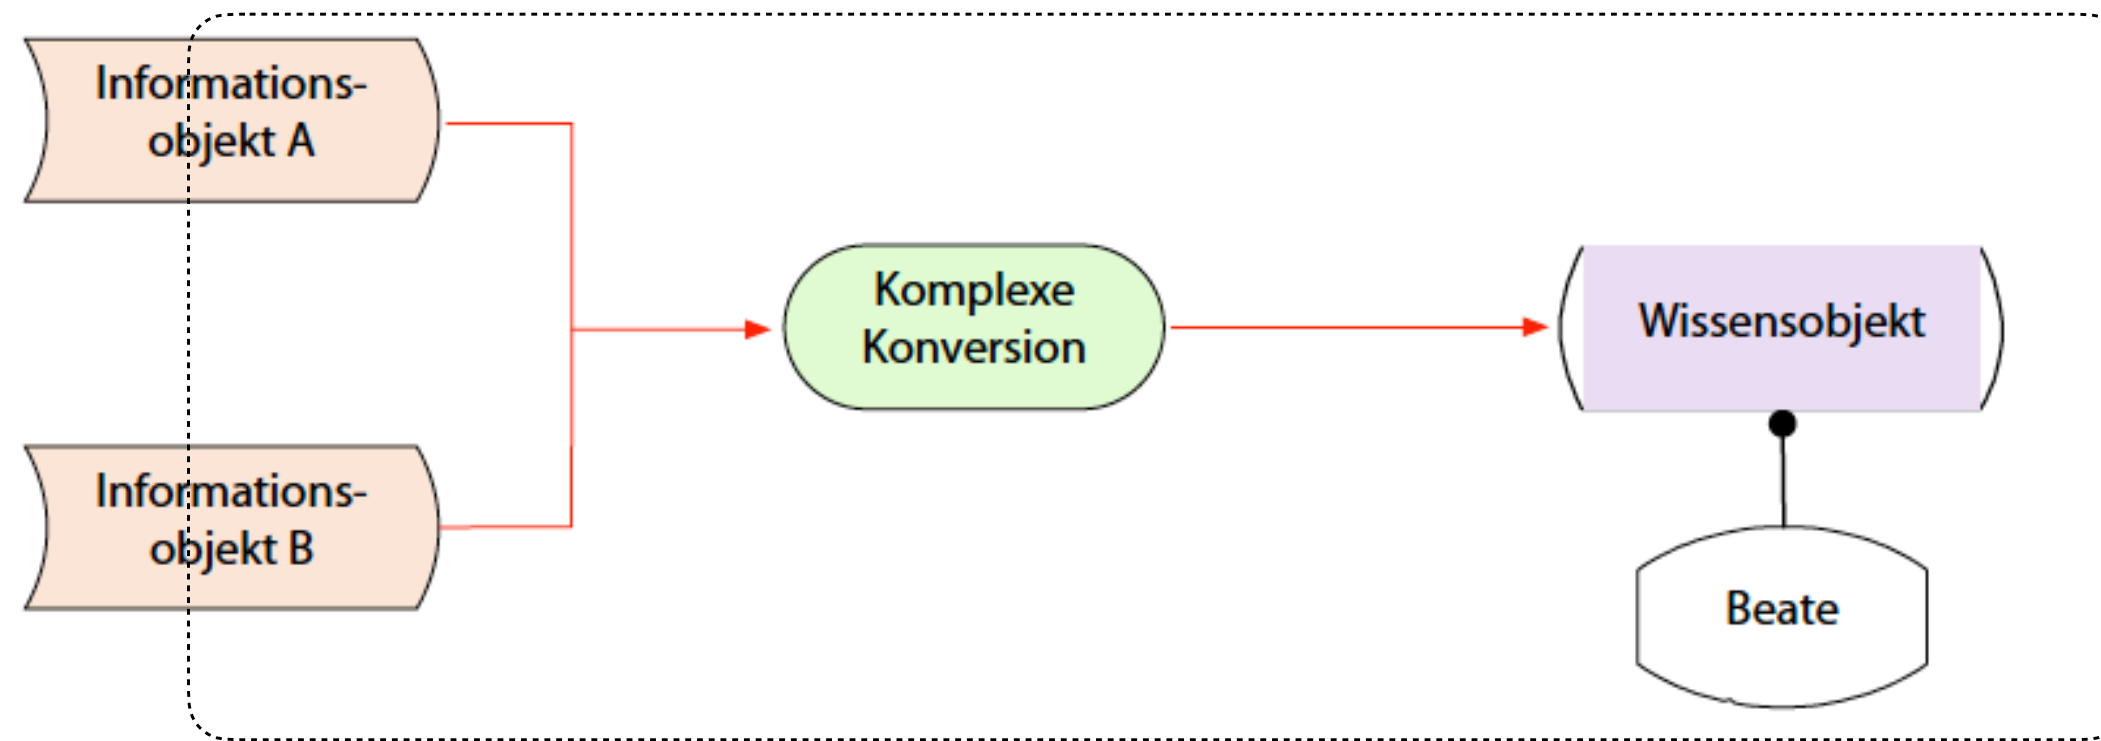 Informations-
objekt A
Komplexe
Konversion
Wissensobjekt
Informations-
objekt B
Beate